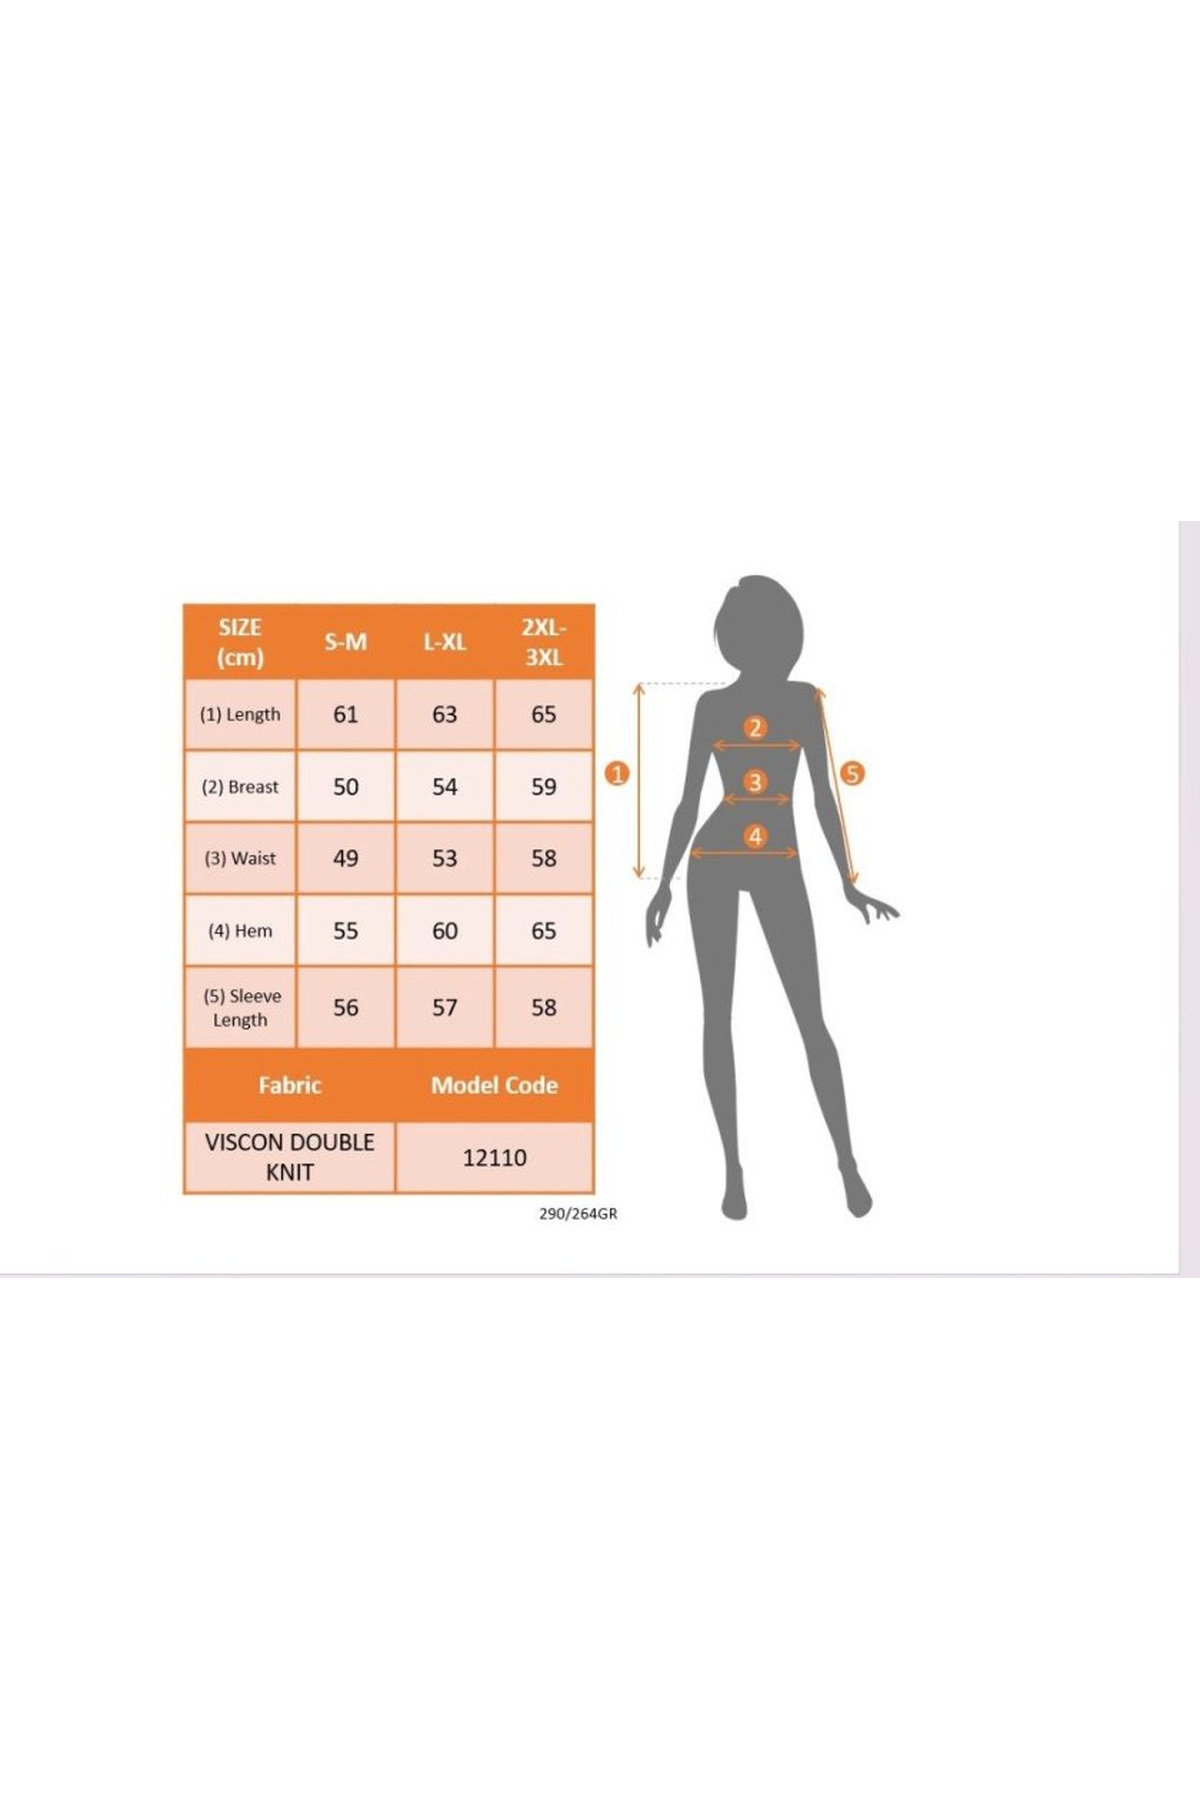 SIZE (cm) S-M L-XL 2XL-3XL
(1) Length 61 63 65
(2) Breast 50 54 59
(3) Waist 49 53 58
(4) Hem 55 60 65
(5) Sleeve Length 56 57 58
Fabric Model Code
VISCON DOUBLE KNIT 12110
290/264GR
1
2
3
4
5